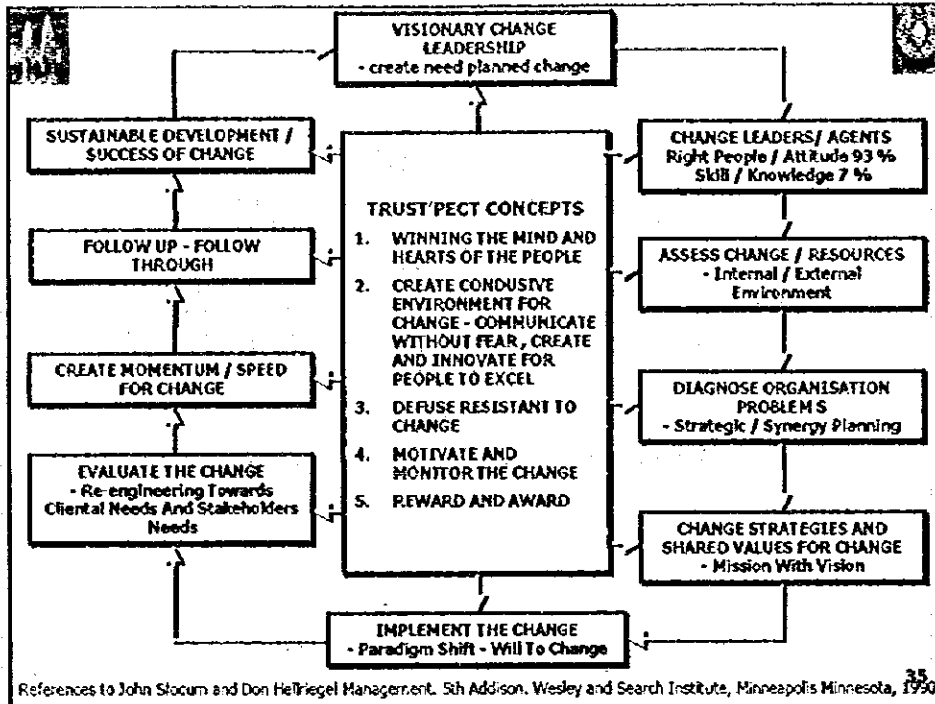 VISIONARY CHANGE
LEADERSHIP
- create need planned change
CHANGE LEADERS/ AGENTS
Right People / Attitude 93 %
Skill / Knowledge 7 %
ASSESS CHANGE / RESOURCES
- Internal / External
Environment
DIAGNOSE ORGANISATION
PROBLEMS
- Strategic / Synergy Planning
CHANGE STRATEGIES AND
SHARED VALUES FOR CHANGE
- Mission With Vision
IMPLEMENT THE CHANGE
- Paradigm Shift - Will To Change
EVALUATE THE CHANGE
- Re-engineering Towards
Cliental Needs And Stakeholders
Needs
CREATE MOMENTUM / SPEED
FOR CHANGE
FOLLOW UP - FOLLOW
THROUGH
SUSTAINABLE DEVELOPMENT /
SUCCESS OF CHANGE
TRUST'PECT CONCEPTS
1. WINNING THE MIND AND
HEARTS OF THE PEOPLE
2. CREATE CONDUSIVE
ENVIRONMENT FOR
CHANGE - COMMUNICATE
WITHOUT FEAR, CREATE
AND INNOVATE FOR
PEOPLE TO EXCEL
3. DEFUSE RESISTANT TO
CHANGE
4. MOTIVATE AND
MONITOR THE CHANGE
5. REWARD AND AWARD
35
References to John Slocum and Don Hellriegel Management. 5th Addison. Wesley and Search Institute, Minneapolis Minnesota, 1990